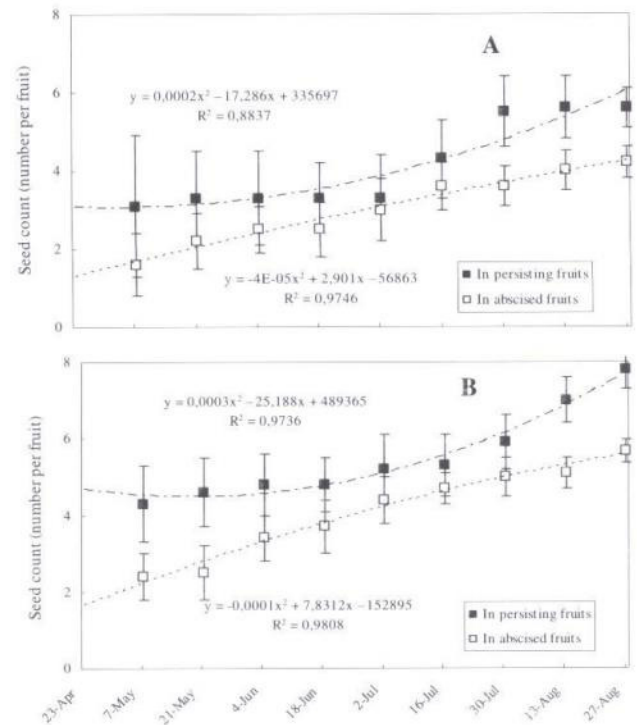 8
6
4
2
0
Seed count (number per fruit)
A
y = 0,0002x² −17,286x + 335697
R² = 0,8837
y = -4E-05x² + 2,901x −56863
R² = 0,9746
■ In persisting fruits
□ In abscised fruits
8
6
4
2
0
Seed count (number per fruit)
B
y = 0,0003x² −25,188x + 489365
R² = 0,9736
y = -0,0001x² + 7,8312x −152895
R² = 0,9808
■ In persisting fruits
□ In abscised fruits
23-Apr
7-May
21-May
4-Jun
18-Jun
2-Jul
16-Jul
30-Jul
13-Aug
27-Aug